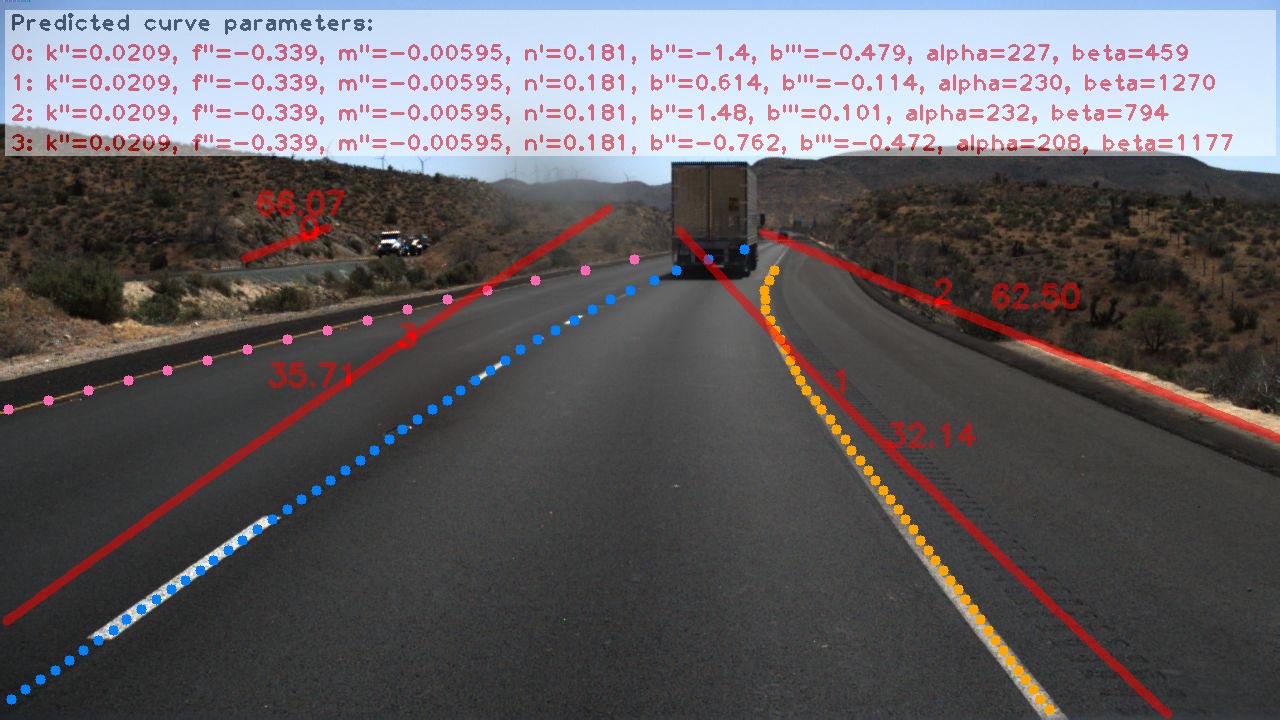 Predicted curve parameters:
0: k''=0.0209, f''=-0.339, m''=-0.00595, n'=0.181, b''=-1.4, b'''=-0.479, alpha=227, beta=459
1: k''=0.0209, f''=-0.339, m''=-0.00595, n'=0.181, b''=0.614, b'''=-0.114, alpha=230, beta=1270
2: k''=0.0209, f''=-0.339, m''=-0.00595, n'=0.181, b''=1.48, b'''=0.101, alpha=232, beta=794
3: k''=0.0209, f''=-0.339, m''=-0.00595, n'=0.181, b''=-0.762, b'''=-0.472, alpha=208, beta=1177
66.07
0
2 62.50
3
35.71
1
32.14